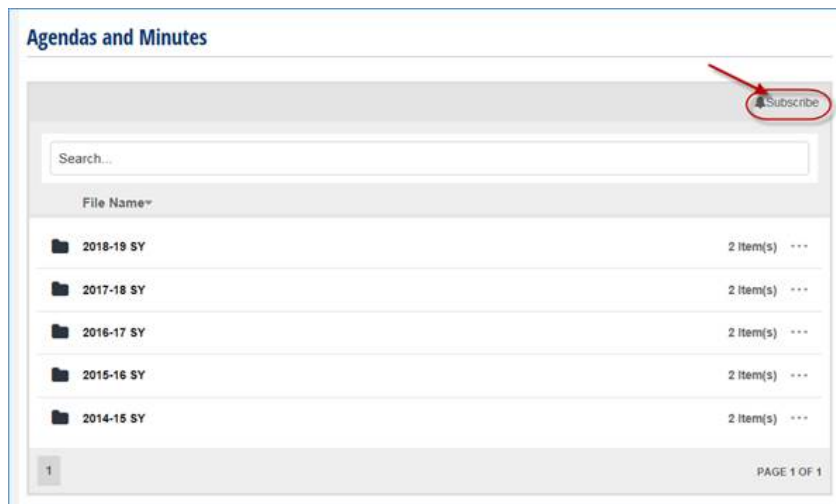 Agendas and Minutes
Subscribe
Search...
File Name
2018-19 SY 2 Item(s) ...
2017-18 SY 2 Item(s) ...
2016-17 SY 2 Item(s) ...
2015-16 SY 2 Item(s) ...
2014-15 SY 2 Item(s) ...
1 PAGE 1 OF 1